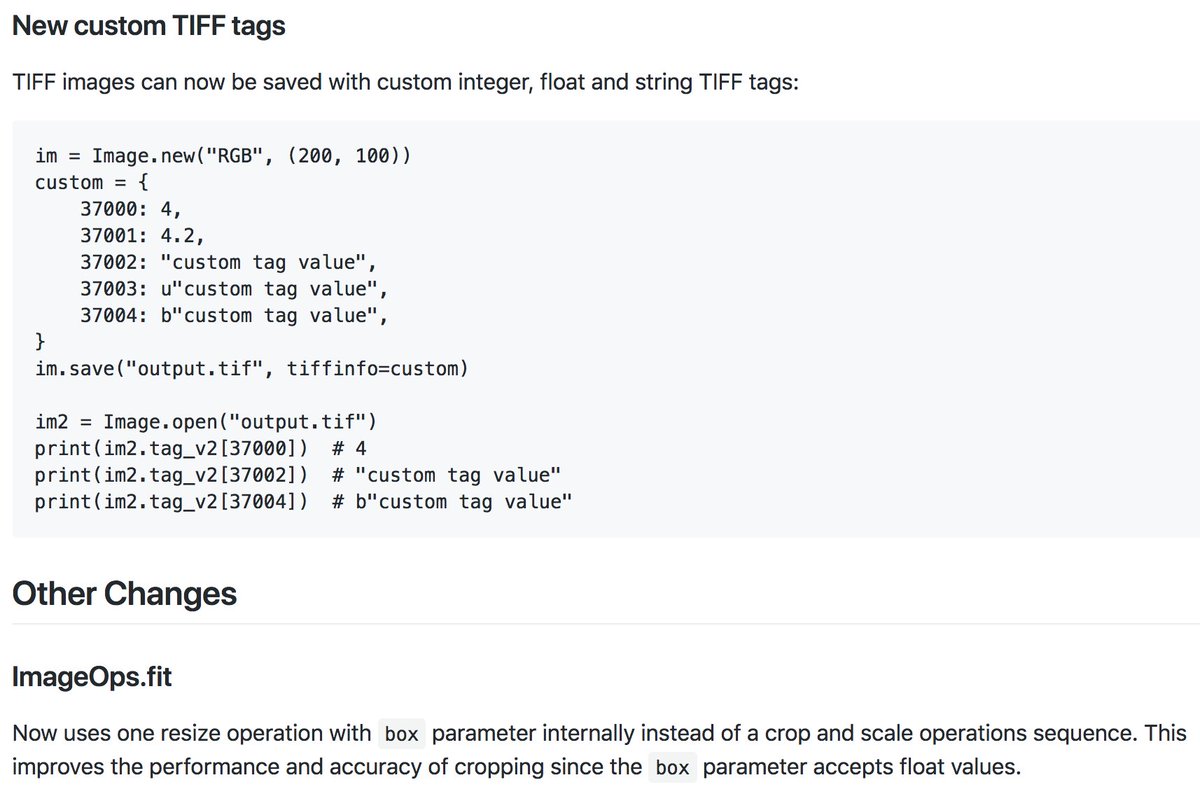 New custom TIFF tags
TIFF images can now be saved with custom integer, float and string TIFF tags:
im = Image.new("RGB", (200, 100))
custom = {
    37000: 4,
    37001: 4.2,
    37002: "custom tag value",
    37003: u"custom tag value",
    37004: b"custom tag value",
}
im.save("output.tif", tiffinfo=custom)
im2 = Image.open("output.tif")
print(im2.tag_v2[37000])  # 4
print(im2.tag_v2[37002])  # "custom tag value"
print(im2.tag_v2[37004])  # b"custom tag value"
Other Changes
ImageOps.fit
Now uses one resize operation with box parameter internally instead of a crop and scale operations sequence. This
improves the performance and accuracy of cropping since the box parameter accepts float values.